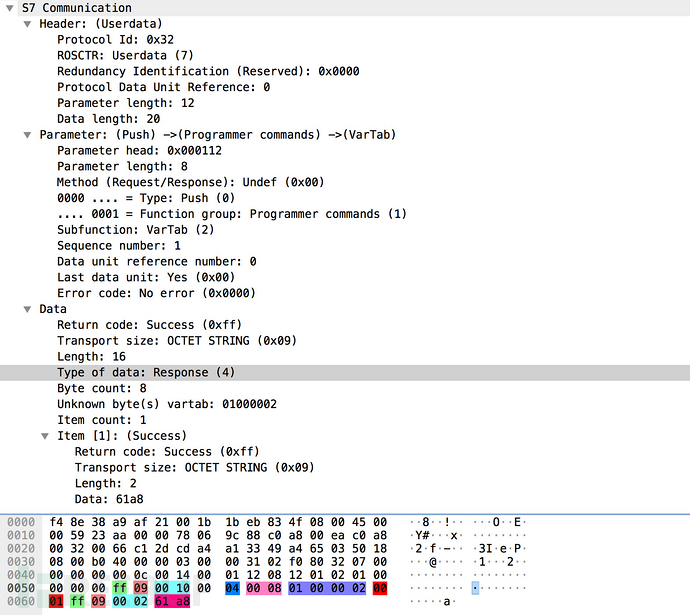 S7 Communication
Header: (Userdata)
Protocol Id: 0x32
ROSCTR: Userdata (7)
Redundancy Identification (Reserved): 0x0000
Protocol Data Unit Reference: 0
Parameter length: 12
Data length: 20
Parameter: (Push) –>(Programmer commands) –>(VarTab)
Parameter head: 0x000112
Parameter length: 8
Method (Request/Response): Undef (0x00)
0000 .... = Type: Push (0)
.... 0001 = Function group: Programmer commands (1)
Subfunction: VarTab (2)
Sequence number: 1
Data unit reference number: 0
Last data unit: Yes (0x00)
Error code: No error (0x0000)
Data
Return code: Success (0xff)
Transport size: OCTET STRING (0x09)
Length: 16
Type of data: Response (4)
Byte count: 8
Unknown byte(s) vartab: 01000002
Item count: 1
Item [1]: (Success)
Return code: Success (0xff)
Transport size: OCTET STRING (0x09)
Length: 2
Data: 61a8
0000 f4 8e 38 a9 af 21 00 1b 1b eb 83 4f 08 00 45 00 ··8··!·· ···O··E·
0010 00 59 23 aa 00 00 78 06 9c 88 c0 a8 00 ea c0 a8 ·Y#···x· ········
0020 00 32 00 66 c1 2d cd a4 a1 33 49 a4 65 03 50 18 ·2·f·-·· ·3I·e·P·
0030 08 00 b0 40 00 00 03 00 00 31 02 f0 80 32 07 00 ···@···· ·1···2··
0040 00 00 00 00 0c 00 14 00 01 12 08 12 01 02 01 00 ········ ········
0050 00 00 00 ff 09 00 10 00 04 00 08 01 00 00 02 00 ········ ········
0060 01 ff 09 00 02 61 a8 ·····a·